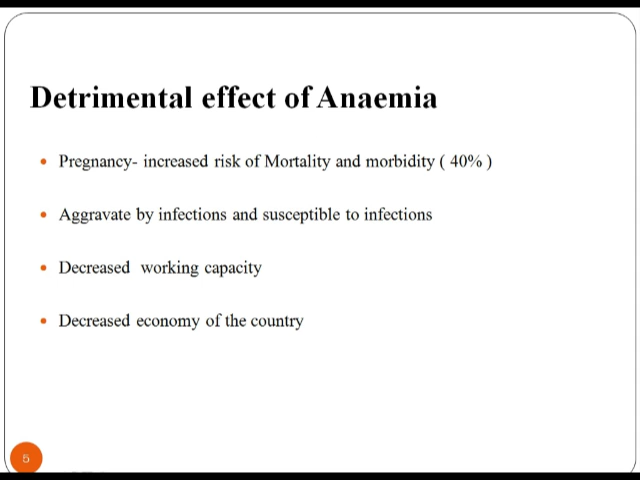 Detrimental effect of Anaemia
• Pregnancy- increased risk of Mortality and morbidity ( 40% )
• Aggravate by infections and susceptible to infections
• Decreased working capacity
• Decreased economy of the country
5